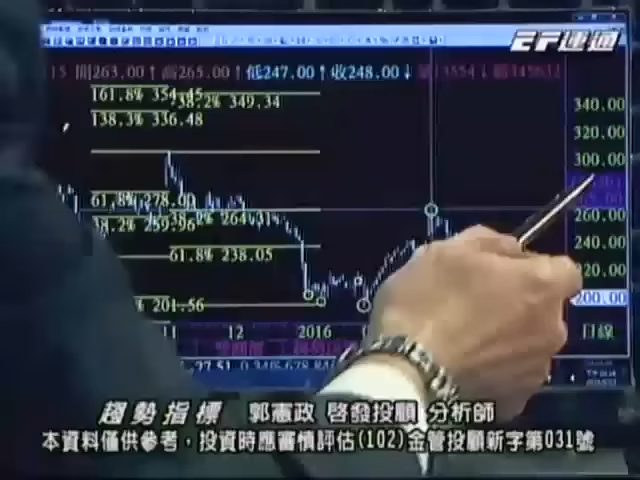 EF運通
開263.00↑ 高265.00↑ 低247.00↑ 收248.00↓
161.8% 354.45
138.2% 349.34
138.3% 336.48
340.00
320.00
300.00
61.8% 278.00
38.2% 264.31
260.00
38.2% 259.96
240.00
61.8% 238.05
220.00
201.56
200.00
11 12 2016
日線
趨勢指標 郭憲政 啓發投顧 分析師
本資料僅供參考，投資時應審慎評估(102)金管投顧新字第031號